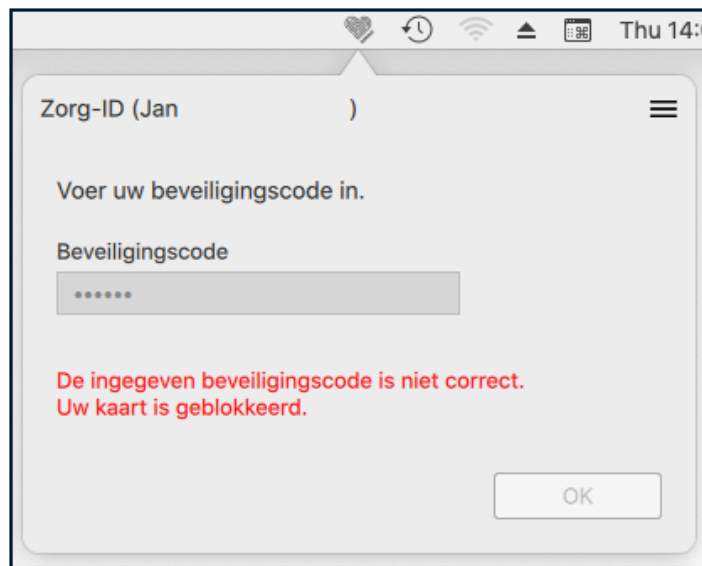 Thu 14:
Zorg-ID (Jan )
Voer uw beveiligingscode in.
Beveiligingscode
••••••
De ingegeven beveiligingscode is niet correct.
Uw kaart is geblokkeerd.
OK